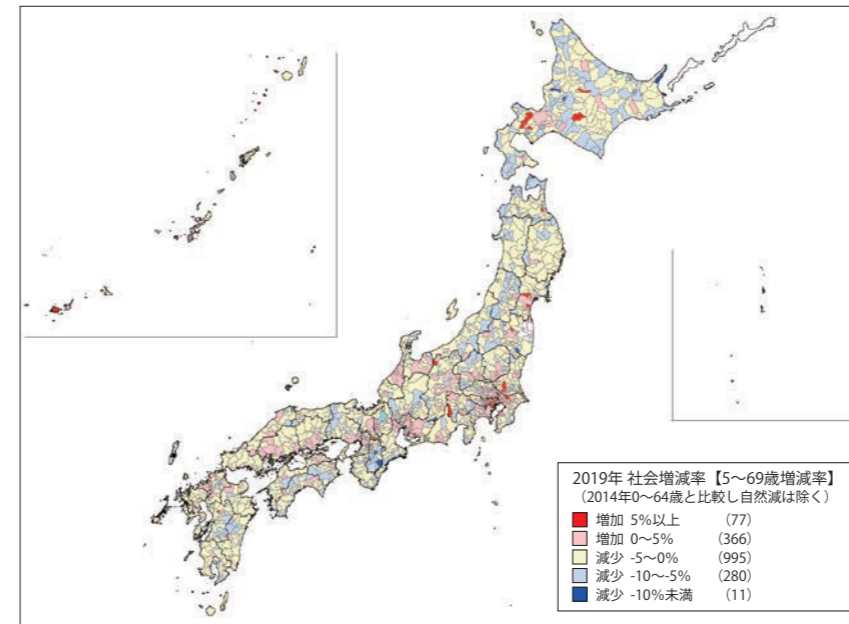 2019年 社会増減率【5〜69歳増減率】
（2014年0〜64歳と比較し自然減は除く）
増加 5%以上 （77）
増加 0〜5% （366）
減少 -5〜0% （995）
減少 -10〜-5% （280）
減少 -10%未満 （11）